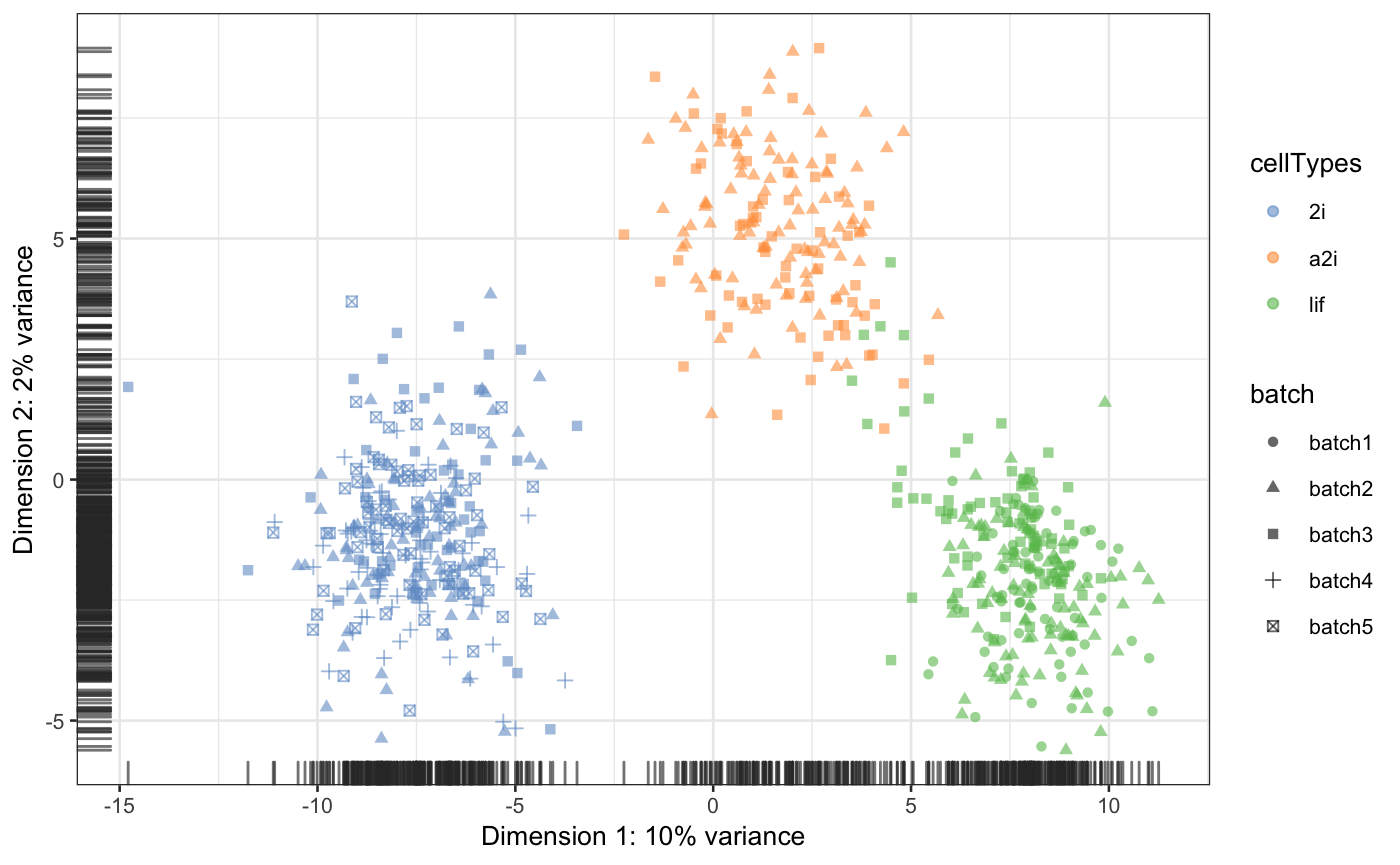 5
0
-5
-15
-10
-5
0
5
10
Dimension 1: 10% variance
Dimension 2: 2% variance
cellTypes
2i
a2i
lif
batch
batch1
batch2
batch3
batch4
batch5